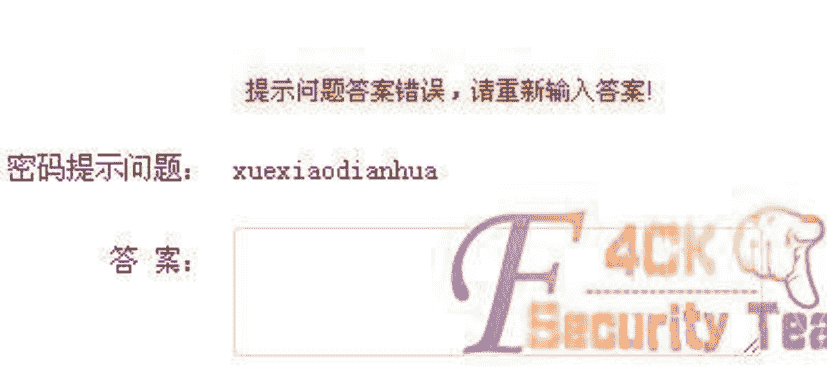 提示问题答案错误，请重新输入答案!
密码提示问题： xuexiaodianhua
答 案：
F4CK
Security Tea